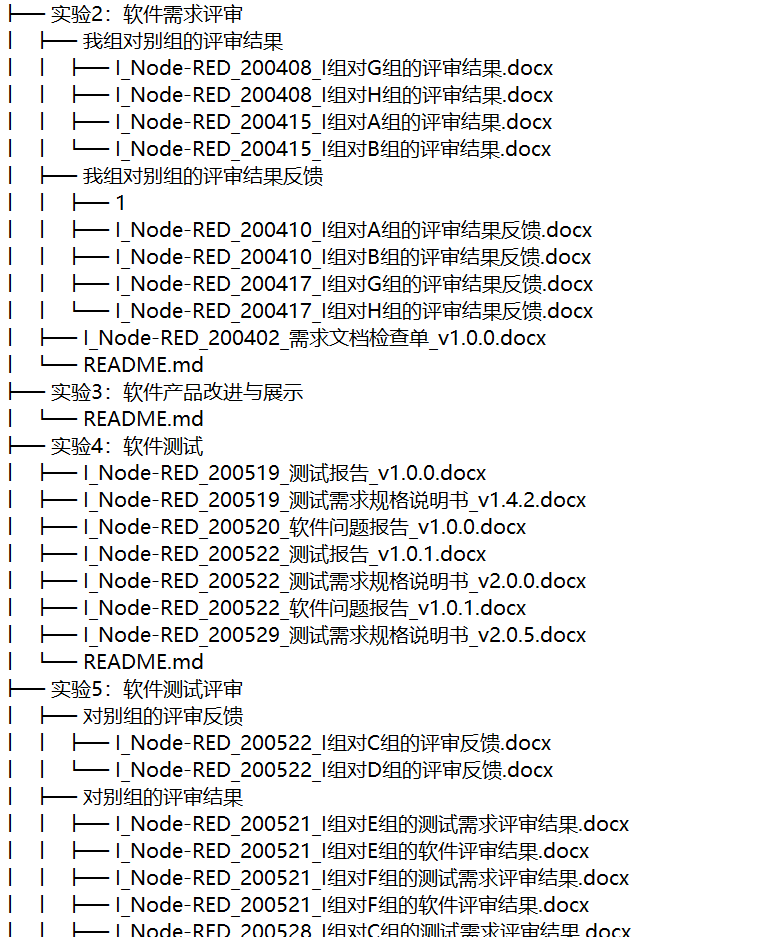 ├── 实验2：软件需求评审
│   ├── 我组对别组的评审结果
│   │   ├── I_Node-RED_200408_I组对G组的评审结果.docx
│   │   ├── I_Node-RED_200408_I组对H组的评审结果.docx
│   │   ├── I_Node-RED_200415_I组对A组的评审结果.docx
│   │   └── I_Node-RED_200415_I组对B组的评审结果.docx
│   ├── 我组对别组的评审结果反馈
│   │   ├── 1
│   │   ├── I_Node-RED_200410_I组对A组的评审结果反馈.docx
│   │   ├── I_Node-RED_200410_I组对B组的评审结果反馈.docx
│   │   ├── I_Node-RED_200417_I组对G组的评审结果反馈.docx
│   │   └── I_Node-RED_200417_I组对H组的评审结果反馈.docx
│   ├── I_Node-RED_200402_需求文档检查单_v1.0.0.docx
│   └── README.md
├── 实验3：软件产品改进与展示
│   └── README.md
├── 实验4：软件测试
│   ├── I_Node-RED_200519_测试报告_v1.0.0.docx
│   ├── I_Node-RED_200519_测试需求规格说明书_v1.4.2.docx
│   ├── I_Node-RED_200520_软件问题报告_v1.0.0.docx
│   ├── I_Node-RED_200522_测试报告_v1.0.1.docx
│   ├── I_Node-RED_200522_测试需求规格说明书_v2.0.0.docx
│   ├── I_Node-RED_200522_软件问题报告_v1.0.1.docx
│   ├── I_Node-RED_200529_测试需求规格说明书_v2.0.5.docx
│   └── README.md
├── 实验5：软件测试评审
│   ├── 对别组的评审反馈
│   │   ├── I_Node-RED_200522_I组对C组的评审反馈.docx
│   │   └── I_Node-RED_200522_I组对D组的评审反馈.docx
│   ├── 对别组的评审结果
│   │   ├── I_Node-RED_200521_I组对E组的测试需求评审结果.docx
│   │   ├── I_Node-RED_200521_I组对E组的软件评审结果.docx
│   │   ├── I_Node-RED_200521_I组对F组的测试需求评审结果.docx
│   │   ├── I_Node-RED_200521_I组对F组的软件评审结果.docx
│   │   ├── I_Node-RED_200528_I组对C组的测试需求评审结果.docx